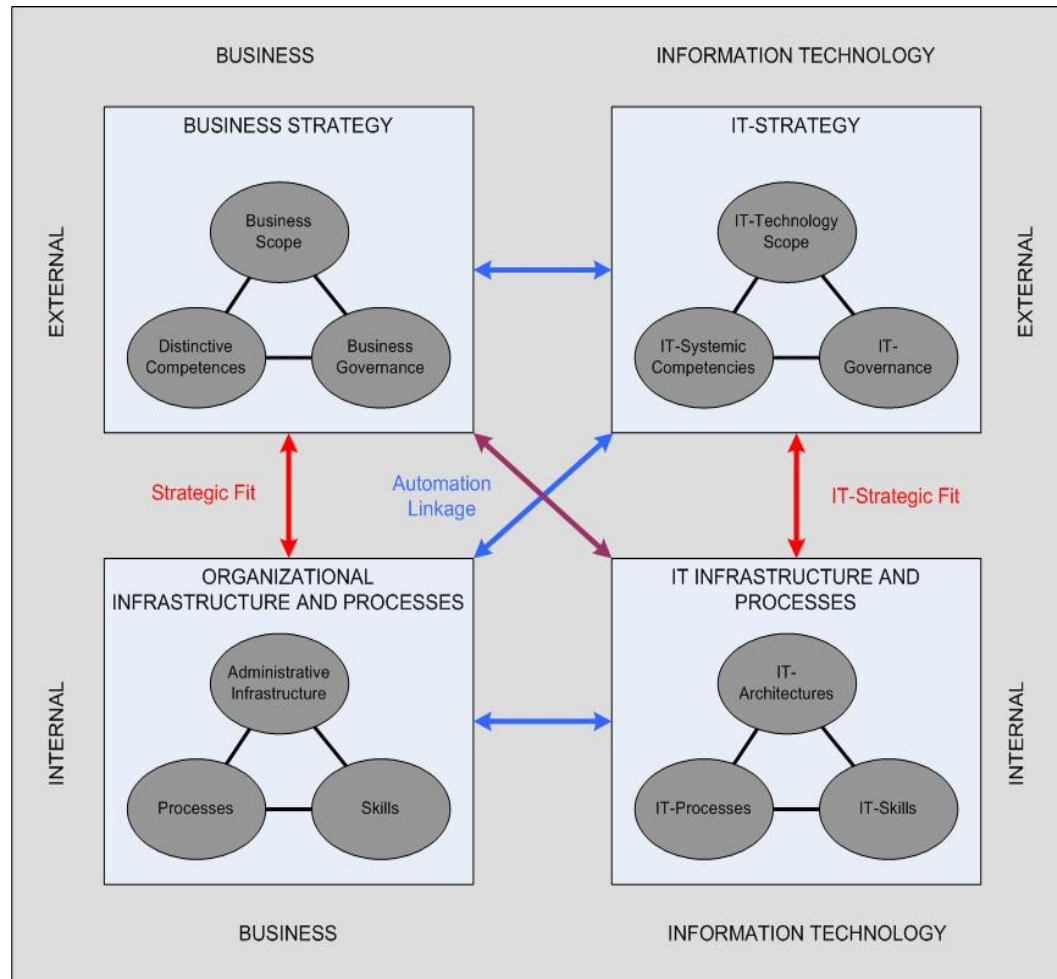 BUSINESS
INFORMATION TECHNOLOGY
BUSINESS STRATEGY
Business
Scope
Distinctive
Competences
Business
Governance
IT-STRATEGY
IT-Technology
Scope
IT-Systemic
Competencies
IT-
Governance
EXTERNAL
EXTERNAL
Strategic Fit
Automation
Linkage
IT-Strategic Fit
ORGANIZATIONAL
INFRASTRUCTURE AND PROCESSES
Administrative
Infrastructure
Processes
Skills
IT INFRASTRUCTURE AND
PROCESSES
IT-
Architectures
IT-Processes
IT-Skills
INTERNAL
INTERNAL
BUSINESS
INFORMATION TECHNOLOGY